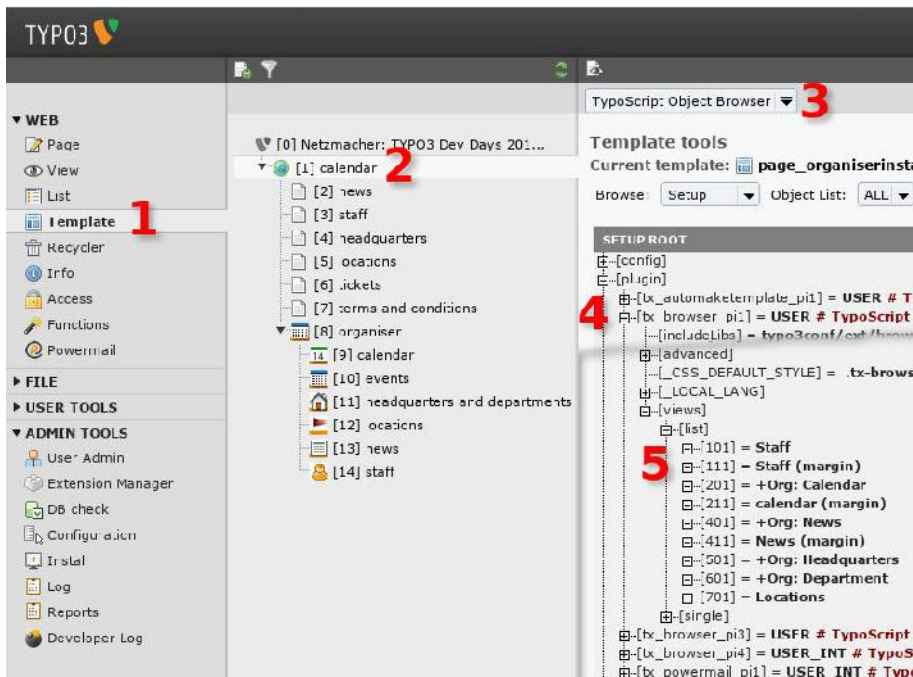 TYPO3
TypoScript Object Browser
3
WEB
Page
View
List
Template
1
Recycler
Info
Access
Functions
Powermail
FILE
USER TOOLS
ADMIN TOOLS
User Admin
Extension Manager
DB check
Configuration
Install
Log
Reports
Developer Log
[0] Netzmacher: TYPO3 Dev Days 201...
[1] calendar
2
[2] news
[3] staff
[4] headquarters
[5] locations
[6] tickets
[7] terms and conditions
[8] organiser
[9] calendar
[10] events
[11] headquarters and departments
[12] locations
[13] news
[14] staff
Template tools
Current template: page_organiserinsta
Browse: Setup Object List: ALL
SETUP ROOT
[config]
[plugin]
[tx_automaketemplate_pi1] = USER # T
4
[tx_browser_pi1] = USER # TypoScript
[includeLibs] = typo3conf/ext/brow
[advanced]
[_CSS_DEFAULT_STYLE] = .tx-brows
[_LOCAL_LANG]
[views]
[list]
5
[101] = Staff
[111] = Staff (margin)
[201] = +Org: Calendar
[211] = calendar (margin)
[401] = +Org: News
[411] = News (margin)
[501] = +Org: Headquarters
[601] = +Org: Department
[701] = Locations
[single]
[tx_browser_pi3] = USER # TypoScript
[tx_browser_pi4] = USER_INT # TypoS
[tx_powermail_pi1] = USER_INT # Typo